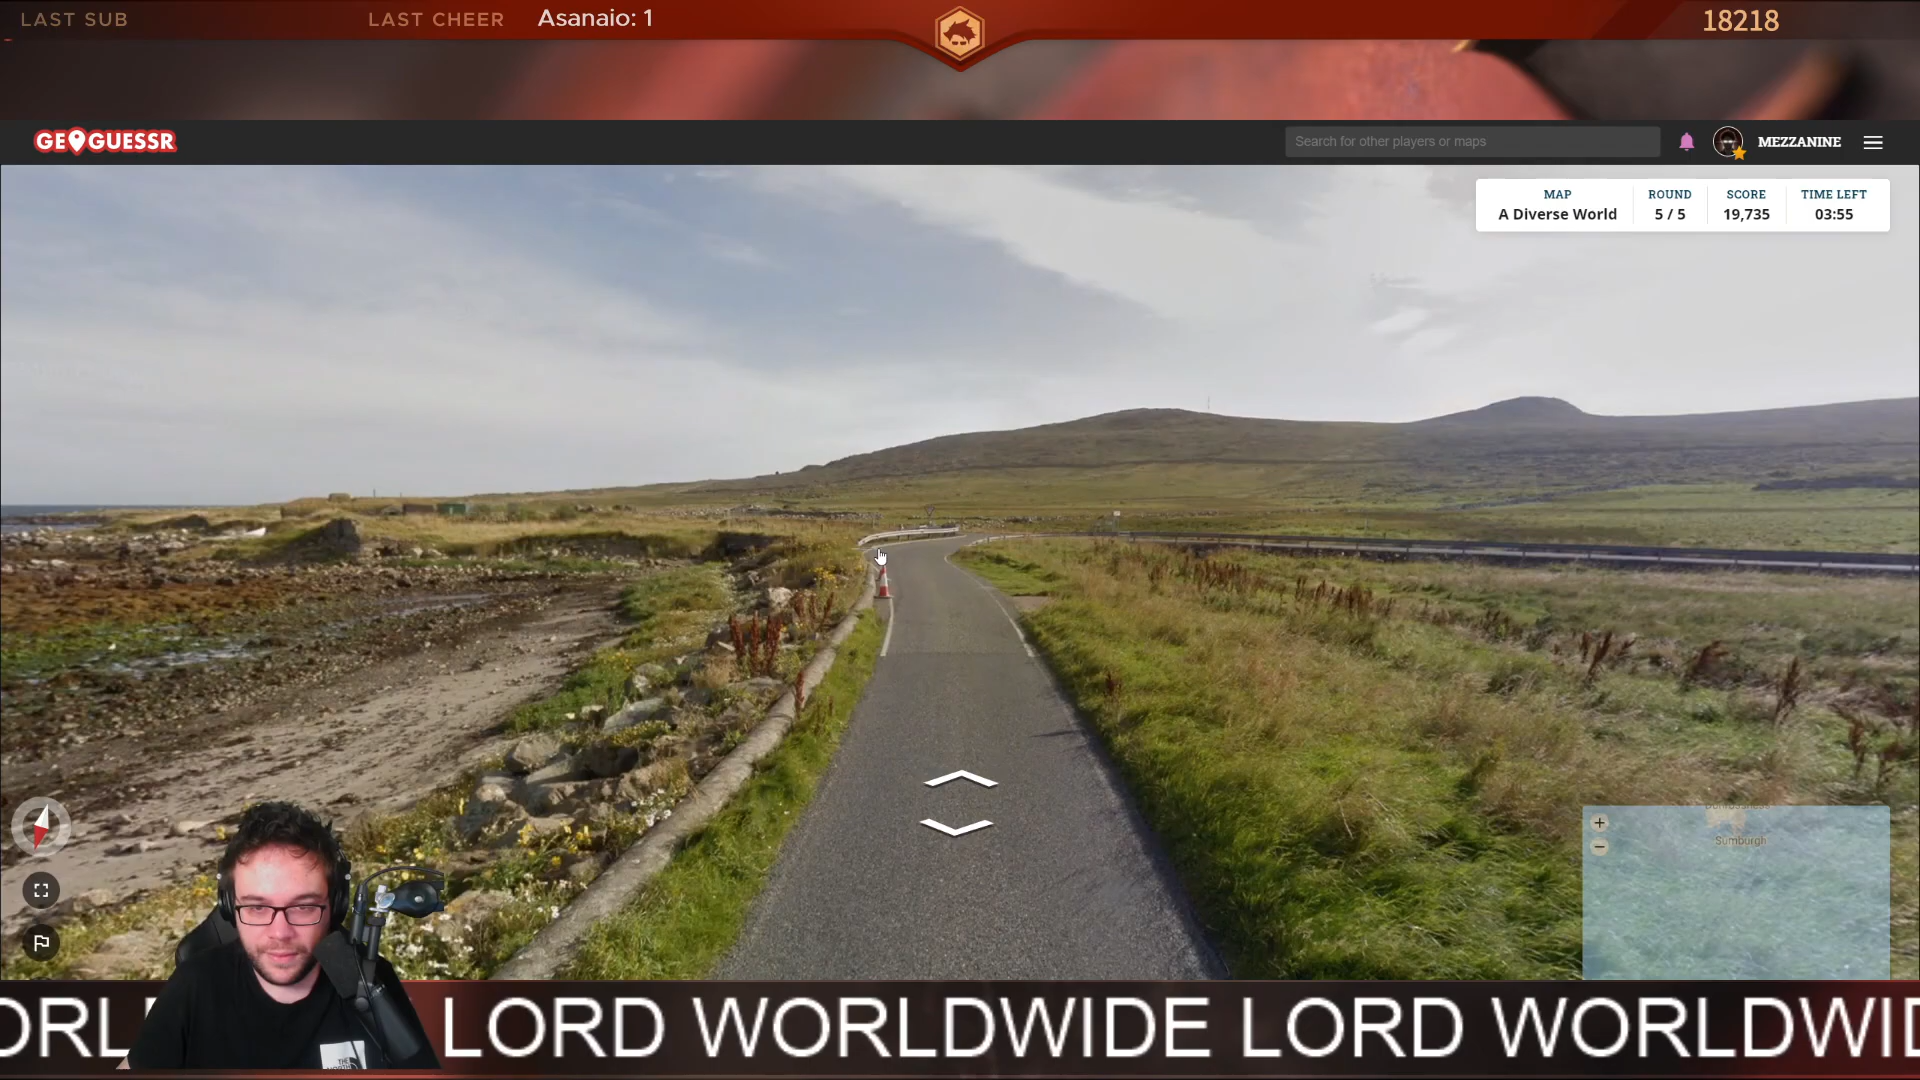 LAST SUB
LAST CHEER Asanaio: 1
18218
GEOGUESSR
Search for other players or maps
MEZZANINE
MAP ROUND SCORE TIME LEFT
A Diverse World 5 / 5 19,735 03:55
Sumburgh
THE
ORL LORD WORLDWIDE LORD WORLDWI